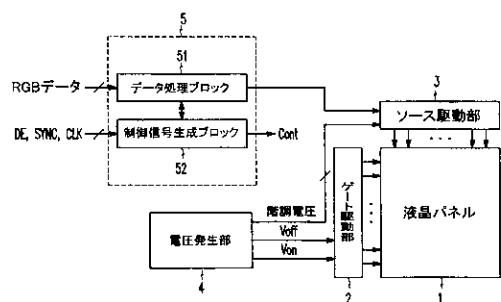 5
51
RGBデータ
データ処理ブロック
3
ソース駆動部
DE, SYNC, CLK
制御信号生成ブロック
Cont
52
階調電圧
ゲート駆動部
液晶パネル
電圧発生部
Voff
Von
4
2
1